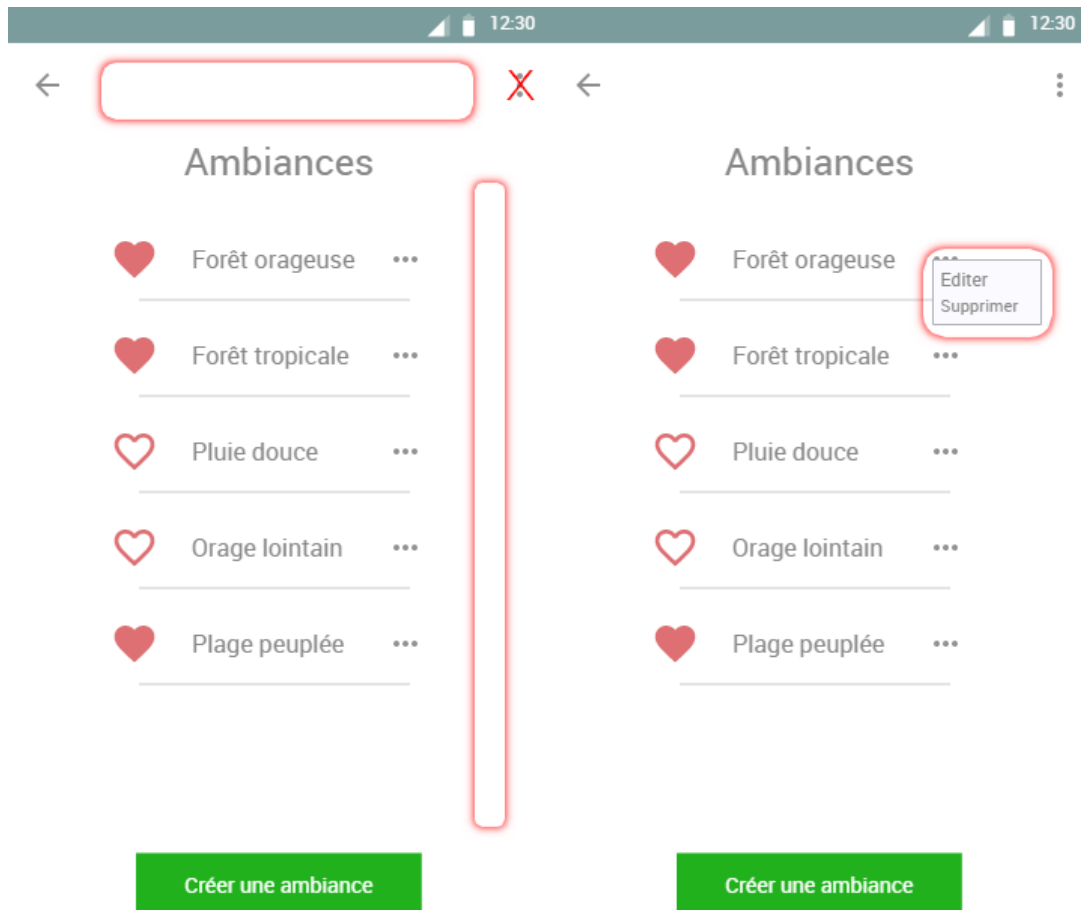 12:30
Ambiances
Forêt orageuse
Forêt tropicale
Pluie douce
Orage lointain
Plage peuplée
Créer une ambiance
12:30
Ambiances
Forêt orageuse
Editer
Supprimer
Forêt tropicale
Pluie douce
Orage lointain
Plage peuplée
Créer une ambiance